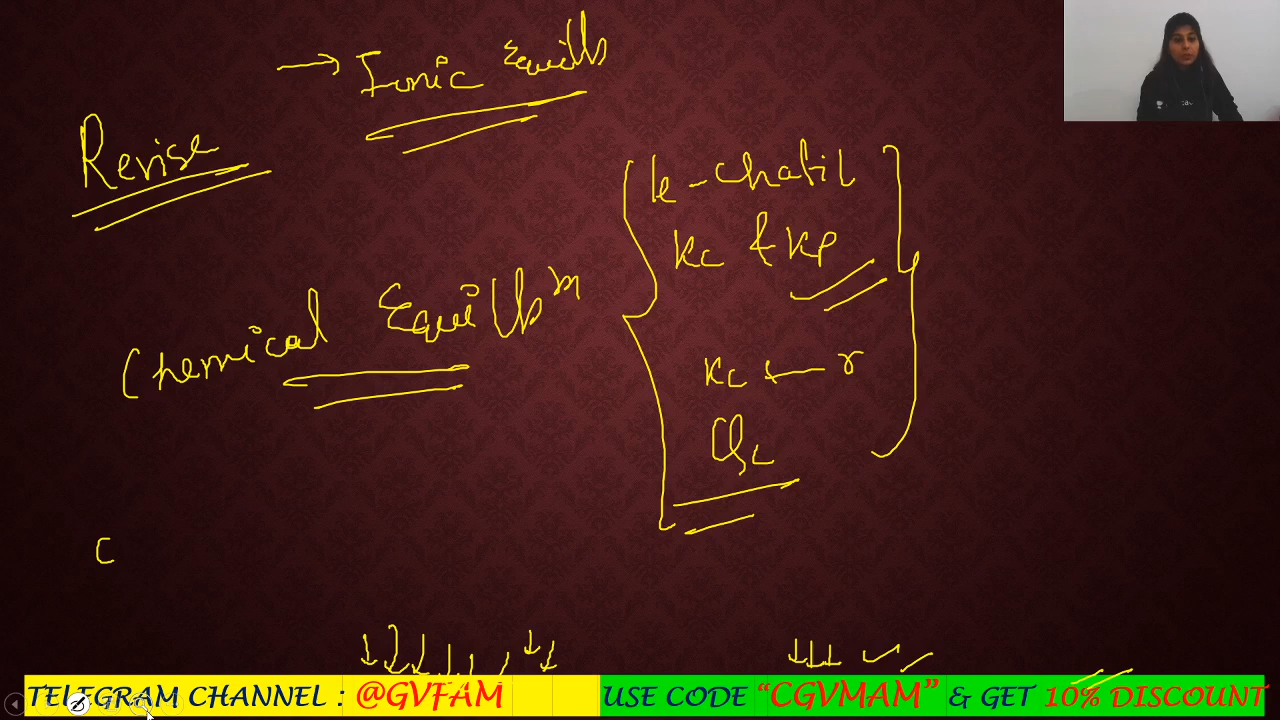 → Ionic Equilb
Revise
Le-Chatil
Kc & Kp
Chemical Equilbm
Kc ← r
Qc
C
TELEGRAM CHANNEL : @GVFAM
USE CODE “CGVMAM” & GET 10% DISCOUNT